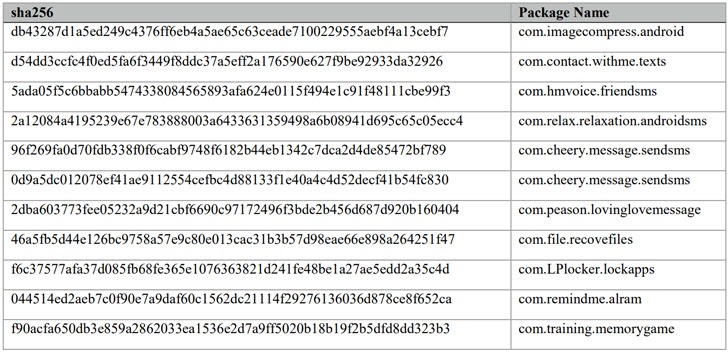 sha256 Package Name
db43287d1a5ed249c4376ff6eb4a5ae65c63ceade7100229555aebf4a13cebf7 com.imagecompress.android
d54dd3ccfc4f0ed5fa6f3449f8ddc37a5eff2a176590e627f9be92933da32926 com.contact.withme.texts
5ada05f5c6bbabb5474338084565893afa624e0115f494e1c91f48111cbe99f3 com.hmvoice.friendsms
2a12084a4195239e67e783888003a6433631359498a6b08941d695c65c05ecc4 com.relax.relaxation.androidsms
96f269fa0d70fdb338f0f6cabf9748f6182b44eb1342c7dca2d4de85472bf789 com.cheery.message.sendsms
0d9a5dc012078ef41ae9112554cefbc4d88133f1e40a4c4d52decf41b54fc830 com.cheery.message.sendsms
2dba603773fee05232a9d21cbf6690c97172496f3bde2b456d687d920b160404 com.peason.lovinglovemessage
46a5fb5d44e126bc9758a57e9c80e013cac31b3b57d98eae66e898a264251f47 com.file.recovefiles
f6c37577afa37d085fb68fe365e1076363821d241fe48be1a27ae5edd2a35c4d com.LPlocker.lockapps
044514ed2aeb7c0f90e7a9daf60c1562dc21114f29276136036d878ce8f652ca com.remindme.alram
f90acfa650db3e859a2862033ea1536e2d7a9ff5020b18b19f2b5dfd8dd323b3 com.training.memorygame